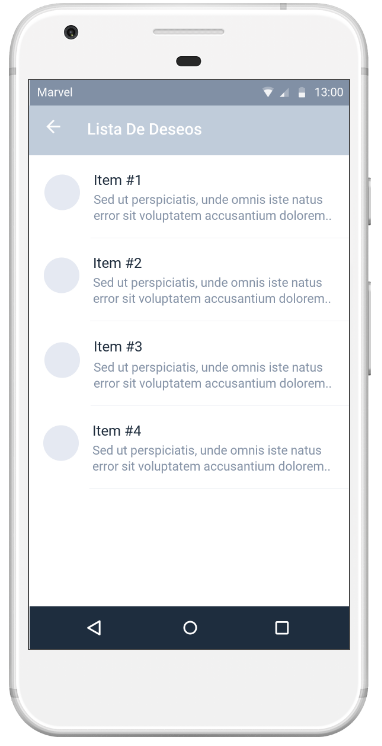 Marvel 13:00
Lista De Deseos
Item #1
Sed ut perspiciatis, unde omnis iste natus
error sit voluptatem accusantium dolorem..
Item #2
Sed ut perspiciatis, unde omnis iste natus
error sit voluptatem accusantium dolorem..
Item #3
Sed ut perspiciatis, unde omnis iste natus
error sit voluptatem accusantium dolorem..
Item #4
Sed ut perspiciatis, unde omnis iste natus
error sit voluptatem accusantium dolorem..